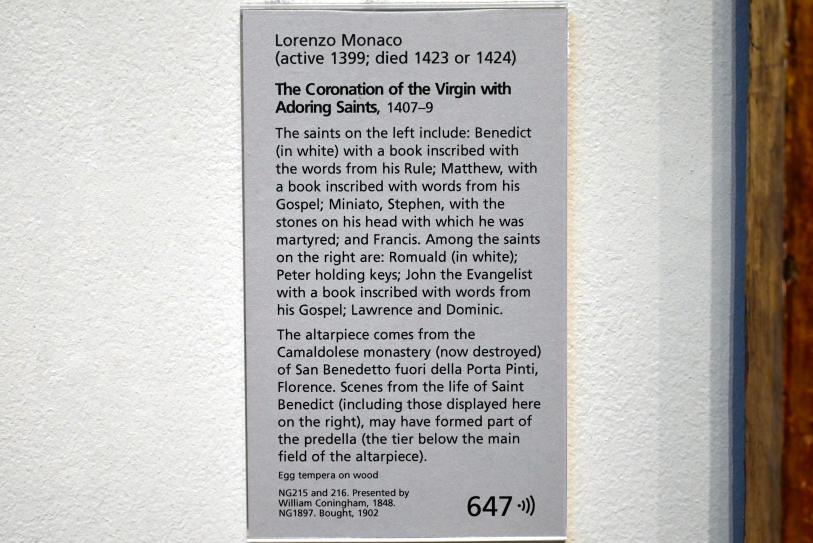 Lorenzo Monaco
(active 1399; died 1423 or 1424)
The Coronation of the Virgin with
Adoring Saints, 1407–9
The saints on the left include: Benedict
(in white) with a book inscribed with
the words from his Rule; Matthew, with
a book inscribed with words from his
Gospel; Miniato, Stephen, with the
stones on his head with which he was
martyred; and Francis. Among the saints
on the right are: Romuald (in white);
Peter holding keys; John the Evangelist
with a book inscribed with words from
his Gospel; Lawrence and Dominic.
The altarpiece comes from the
Camaldolese monastery (now destroyed)
of San Benedetto fuori della Porta Pinti,
Florence. Scenes from the life of Saint
Benedict (including those displayed here
on the right), may have formed part of
the predella (the tier below the main
field of the altarpiece).
Egg tempera on wood
NG215 and 216. Presented by
William Coningham, 1848.
NG1897. Bought, 1902
647